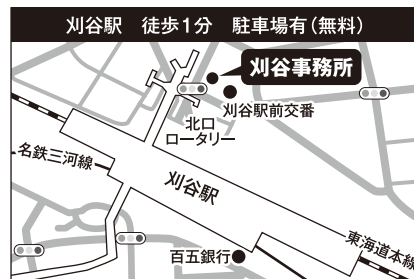 刈谷駅 徒歩1分 駐車場有(無料)
刈谷事務所
刈谷駅前交番
北口
ロータリー
名鉄三河線
刈谷駅
東海道本線
百五銀行